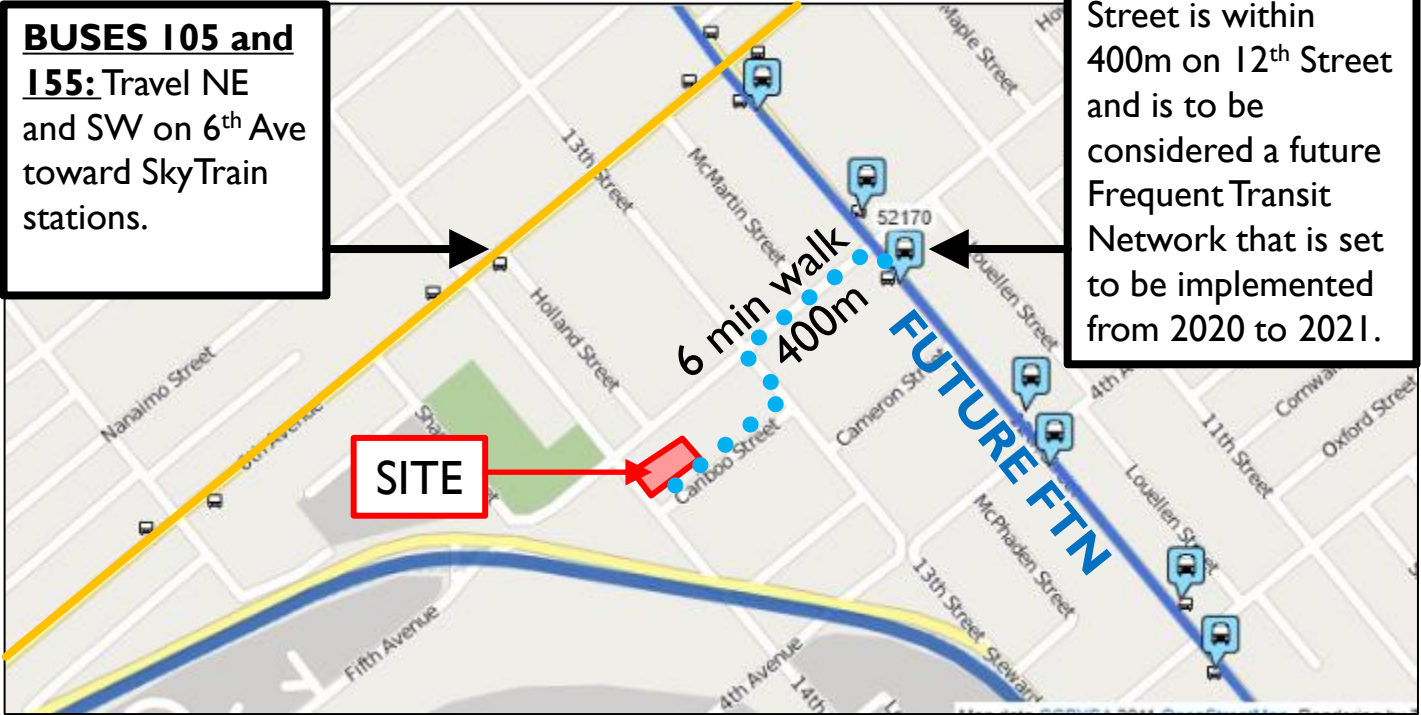 BUSES 105 and
155: Travel NE
and SW on 6th Ave
toward SkyTrain
stations.
Street is within
400m on 12th Street
and is to be
considered a future
Frequent Transit
Network that is set
to be implemented
from 2020 to 2021.
Maple Street
13th Street
McMartin Street
52170
Louellen Street
6 min walk
400m
Holland Street
Nanaimo Street
6th Avenue
FUTURE FTN
Cameron
4th
11th Street
Oxford Street
SITE
Cariboo Street
Louellen Street
McPhaden Street
13th Street
Fifth Avenue
4th Avenue
14th